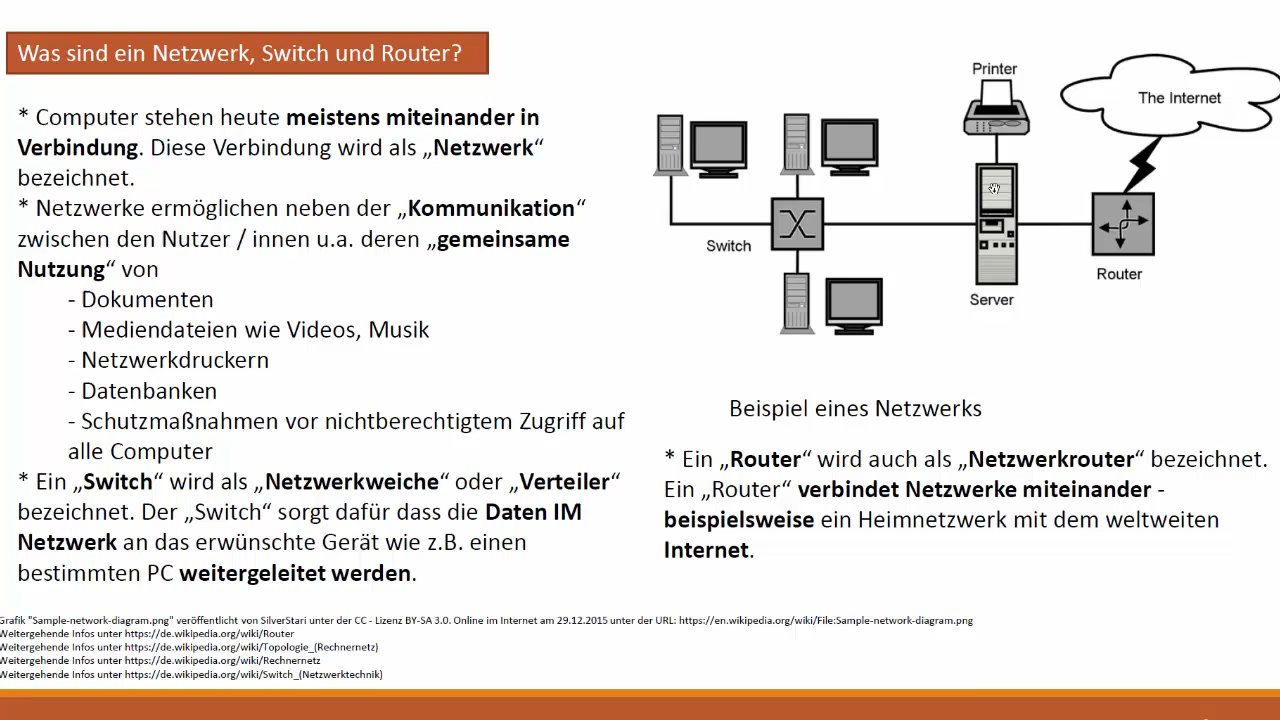 Was sind ein Netzwerk, Switch und Router?
* Computer stehen heute meistens miteinander in
Verbindung. Diese Verbindung wird als „Netzwerk“
bezeichnet.
* Netzwerke ermöglichen neben der „Kommunikation“
zwischen den Nutzer / innen u.a. deren „gemeinsame
Nutzung“ von
- Dokumenten
- Mediendateien wie Videos, Musik
- Netzwerkdruckern
- Datenbanken
- Schutzmaßnahmen vor nichtberechtigtem Zugriff auf
alle Computer
* Ein „Switch“ wird als „Netzwerkweiche“ oder „Verteiler“
bezeichnet. Der „Switch“ sorgt dafür dass die Daten IM
Netzwerk an das erwünschte Gerät wie z.B. einen
bestimmten PC weitergeleitet werden.
Printer
The Internet
Switch
Server
Router
Beispiel eines Netzwerks
* Ein „Router“ wird auch als „Netzwerkrouter“ bezeichnet.
Ein „Router“ verbindet Netzwerke miteinander -
beispielsweise ein Heimnetzwerk mit dem weltweiten
Internet.
Grafik "Sample-network-diagram.png" veröffentlicht von SilverStari unter der CC - Lizenz BY-SA 3.0. Online im Internet am 29.12.2015 unter der URL: https://en.wikipedia.org/wiki/File:Sample-network-diagram.png
Weitergehende Infos unter https://de.wikipedia.org/wiki/Router
Weitergehende Infos unter https://de.wikipedia.org/wiki/Topologie_(Rechnernetz)
Weitergehende Infos unter https://de.wikipedia.org/wiki/Rechnernetz
Weitergehende Infos unter https://de.wikipedia.org/wiki/Switch_(Netzwerktechnik)